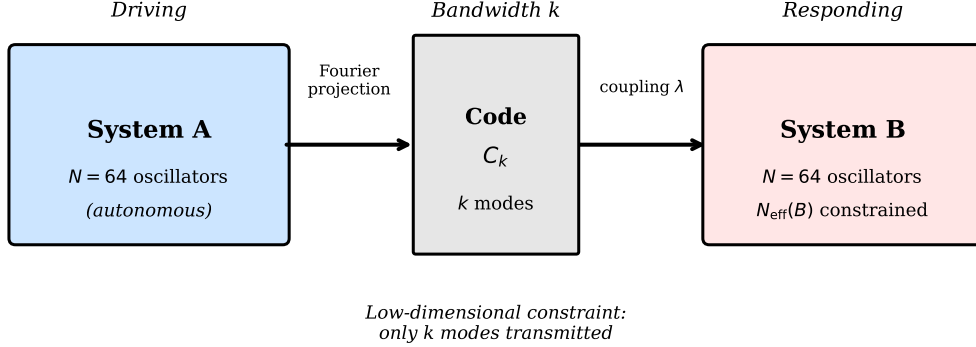 Driving
Bandwidth k
Responding
Fourier
projection
coupling λ
System A
N = 64 oscillators
(autonomous)
Code
C_k
k modes
System B
N = 64 oscillators
N_eff(B) constrained
Low-dimensional constraint:
only k modes transmitted